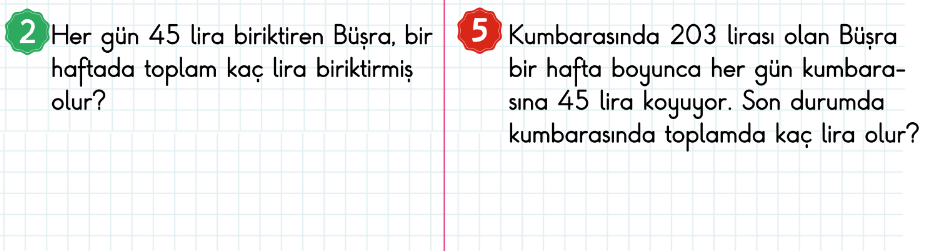 2
Her gün 45 lira biriktiren Büşra, bir
haftada toplam kaç lira biriktirmiş
olur?
5
Kumbarasında 203 lirası olan Büşra
bir hafta boyunca her gün kumbara-
sına 45 lira koyuyor. Son durumda
kumbarasında toplamda kaç lira olur?